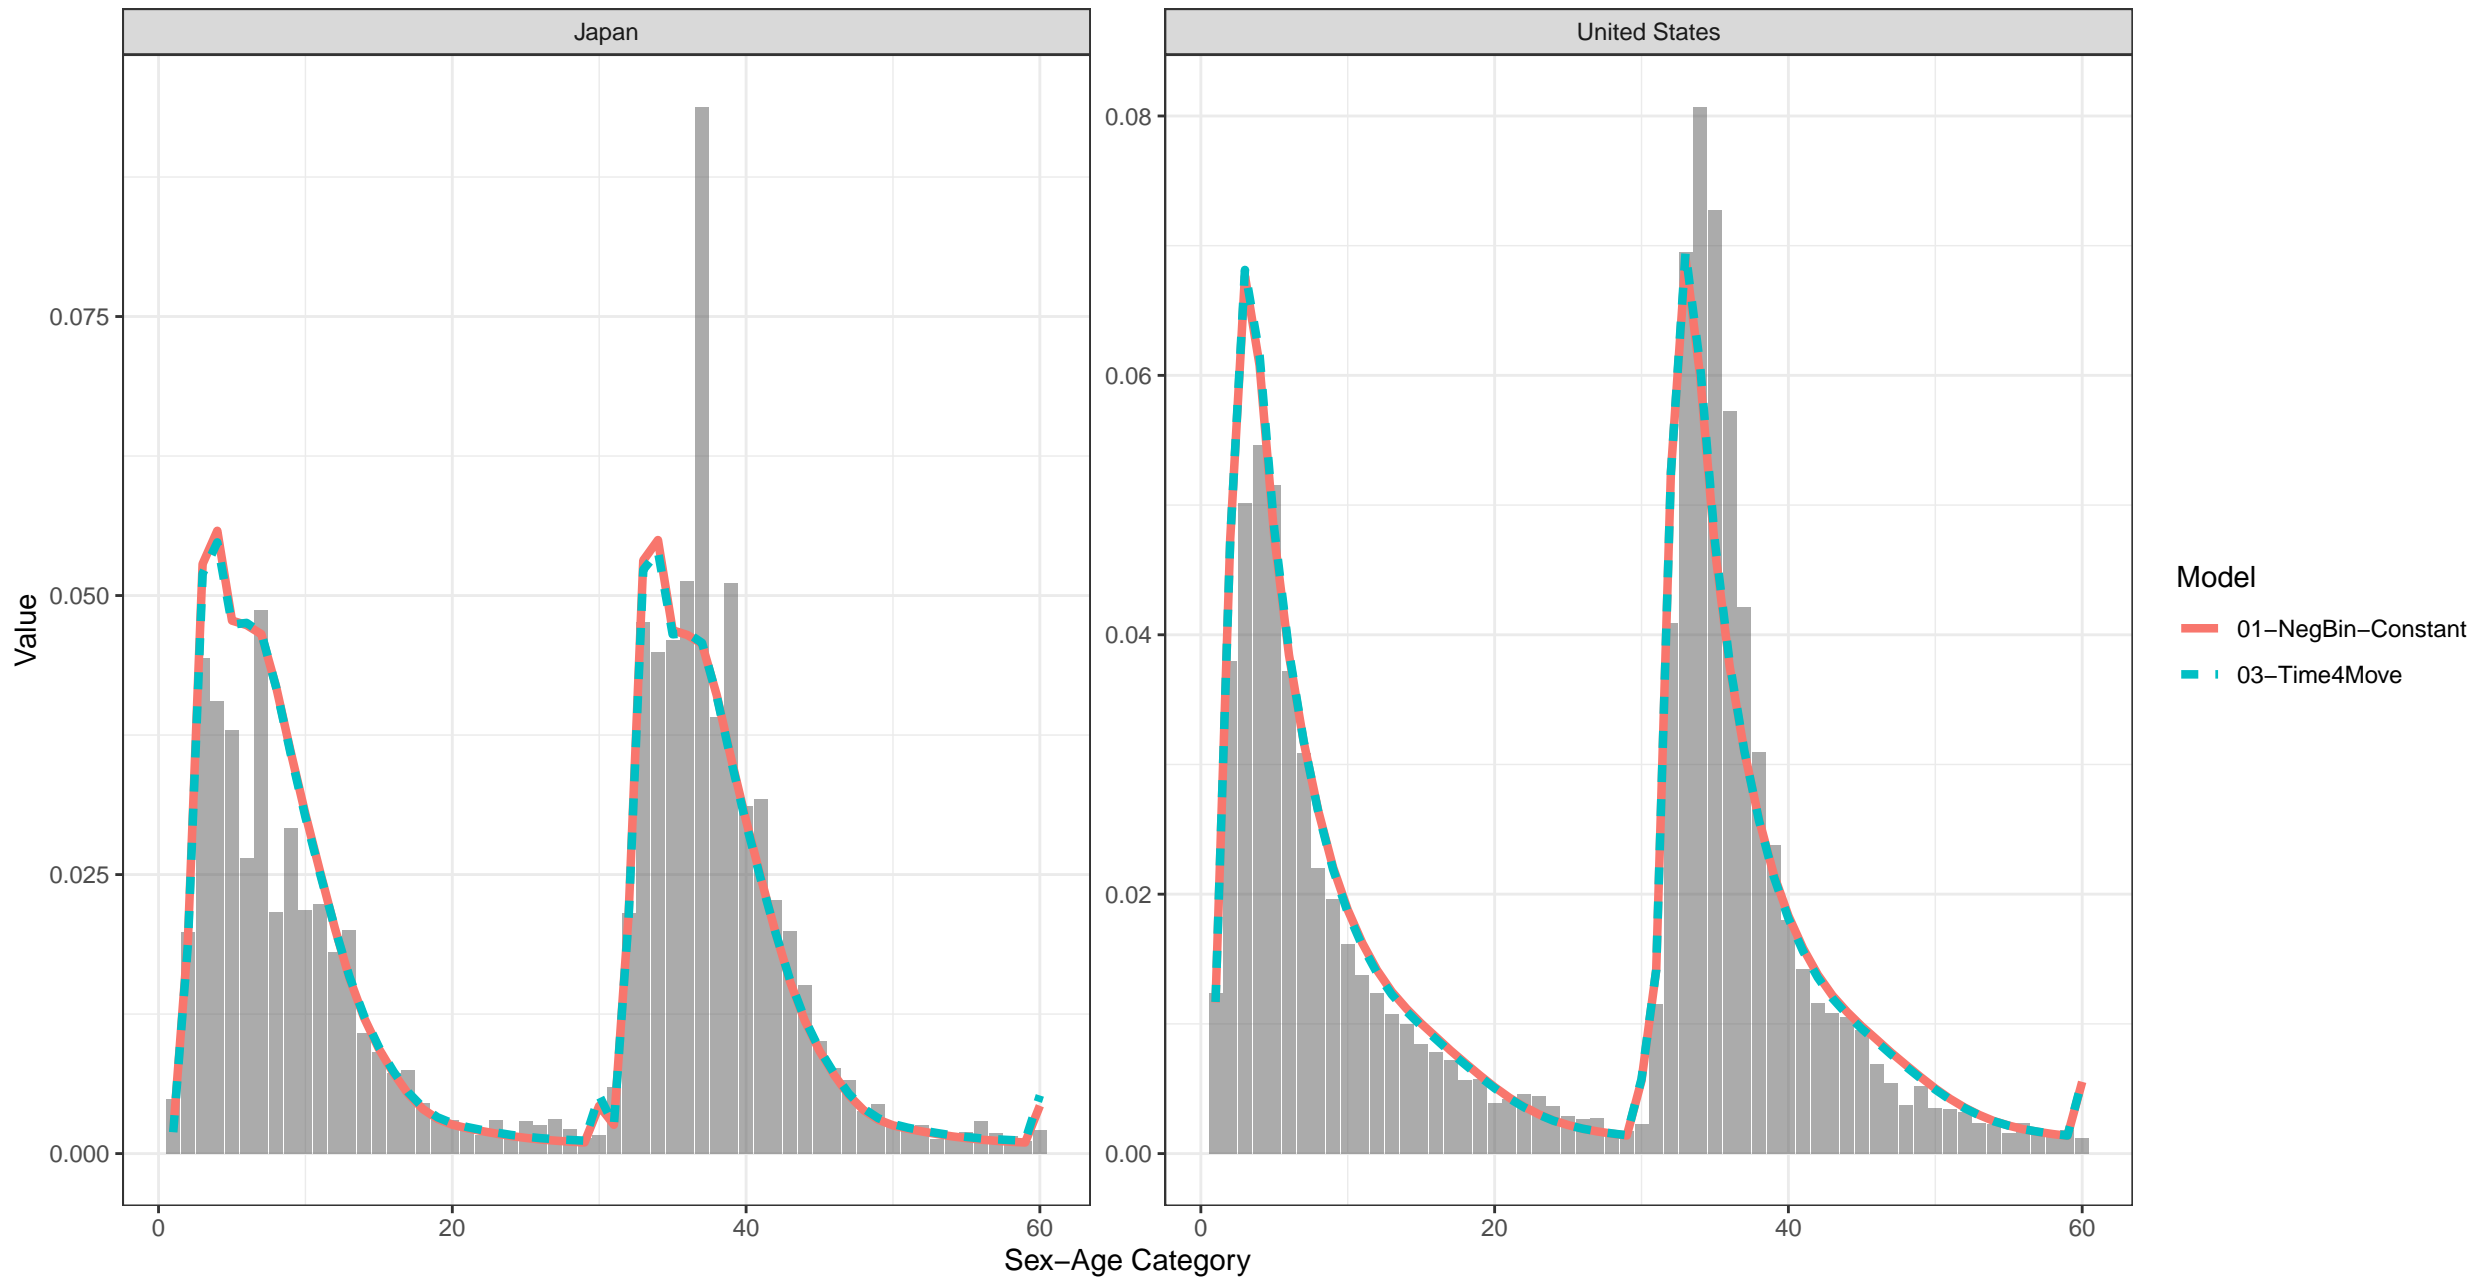 Japan
United States
Value
0.075
0.050
0.025
0.000
0.08
0.06
0.04
0.02
0.00
0 20 40 60
0 20 40 60
Sex−Age Category
Model
01−NegBin−Constant
03−Time4Move